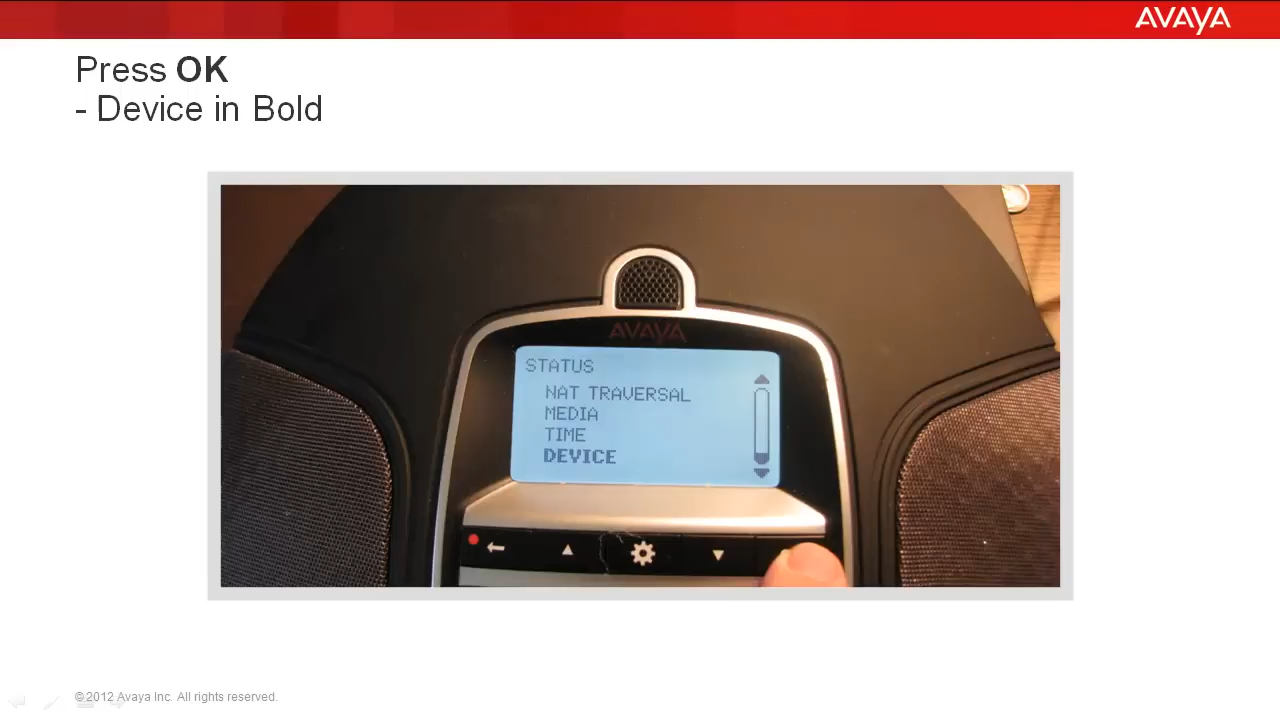 AVAYA
Press OK
- Device in Bold
AVAYA
STATUS
NAT TRAVERSAL
MEDIA
TIME
DEVICE
©2012 Avaya Inc. All rights reserved.